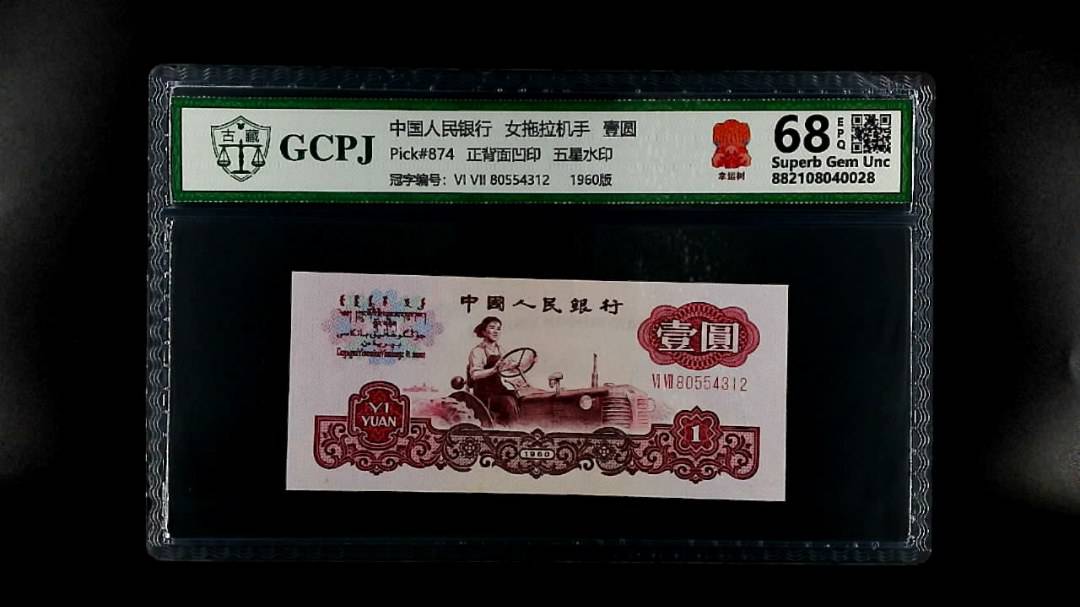 古 藏
GCPJ
中国人民银行 女拖拉机手 壹圆
Pick#874 正背面凹印 五星水印
冠字编号: VI VII 80554312 1960版
幸运树
68
EPQ
Superb Gem Unc
882108040028
中國人民銀行
壹圓
VI VII 80554312
YI
YUAN
1960
1